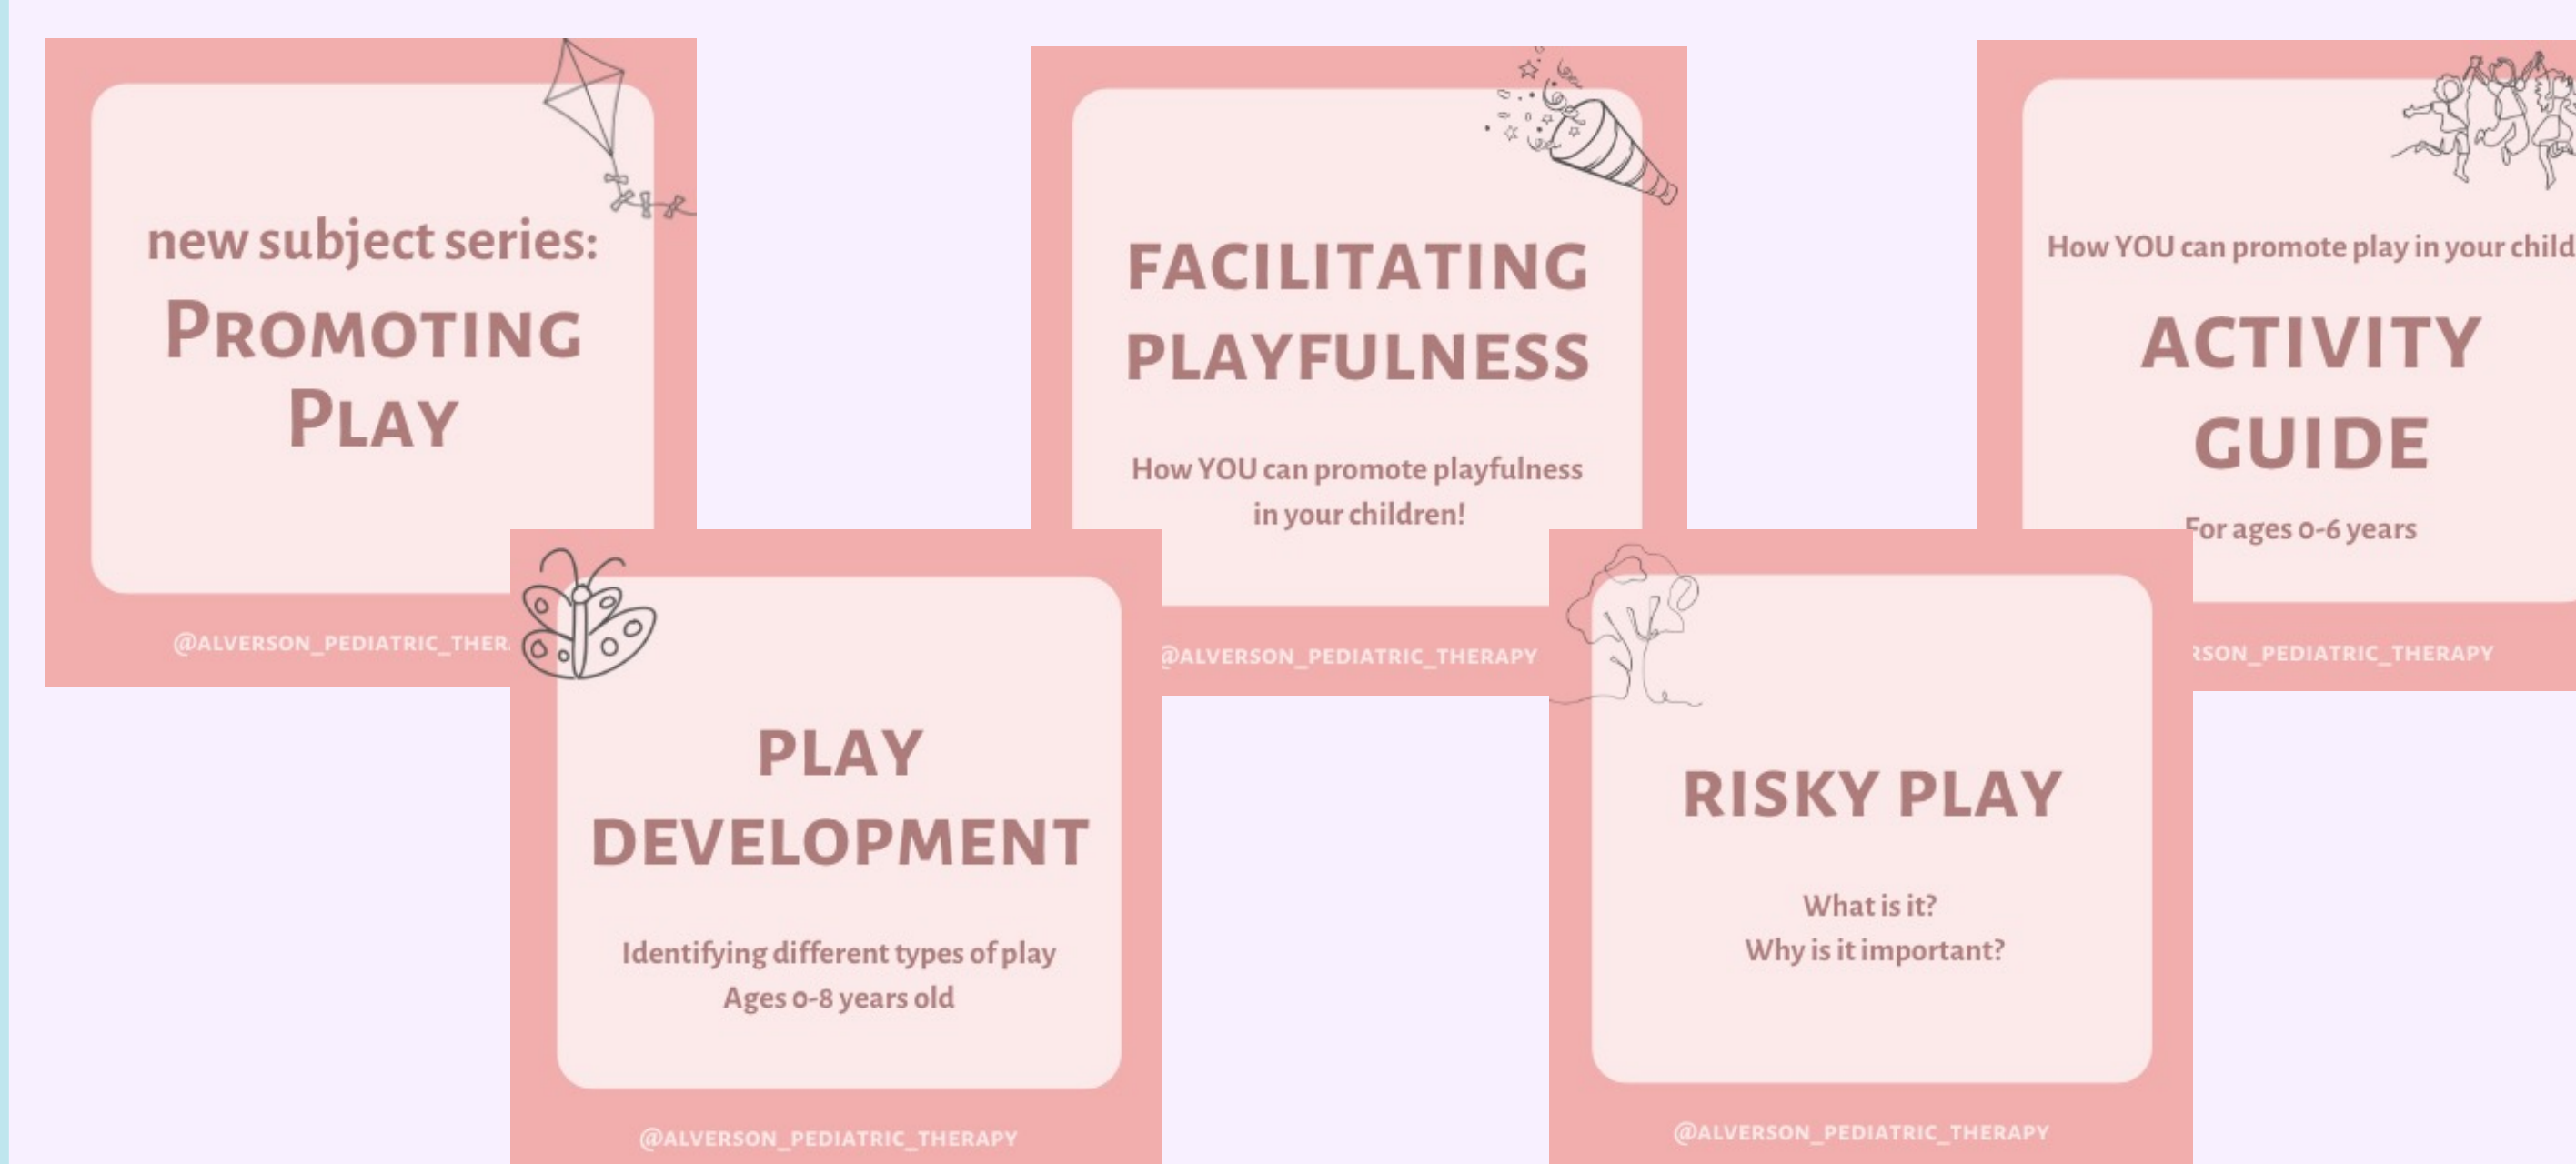 new subject series:
PROMOTING
PLAY
@ALVERSON_PEDIATRIC_THER
FACILITATING
PLAYFULNESS
How YOU can promote playfulness
in your children!
@ALVERSON_PEDIATRIC_THERAPY
How YOU can promote play in your child
ACTIVITY
GUIDE
For ages 0-6 years
RSON_PEDIATRIC_THERAPY
PLAY
DEVELOPMENT
Identifying different types of play
Ages 0-8 years old
@ALVERSON_PEDIATRIC_THERAPY
RISKY PLAY
What is it?
Why is it important?
@ALVERSON_PEDIATRIC_THERAPY